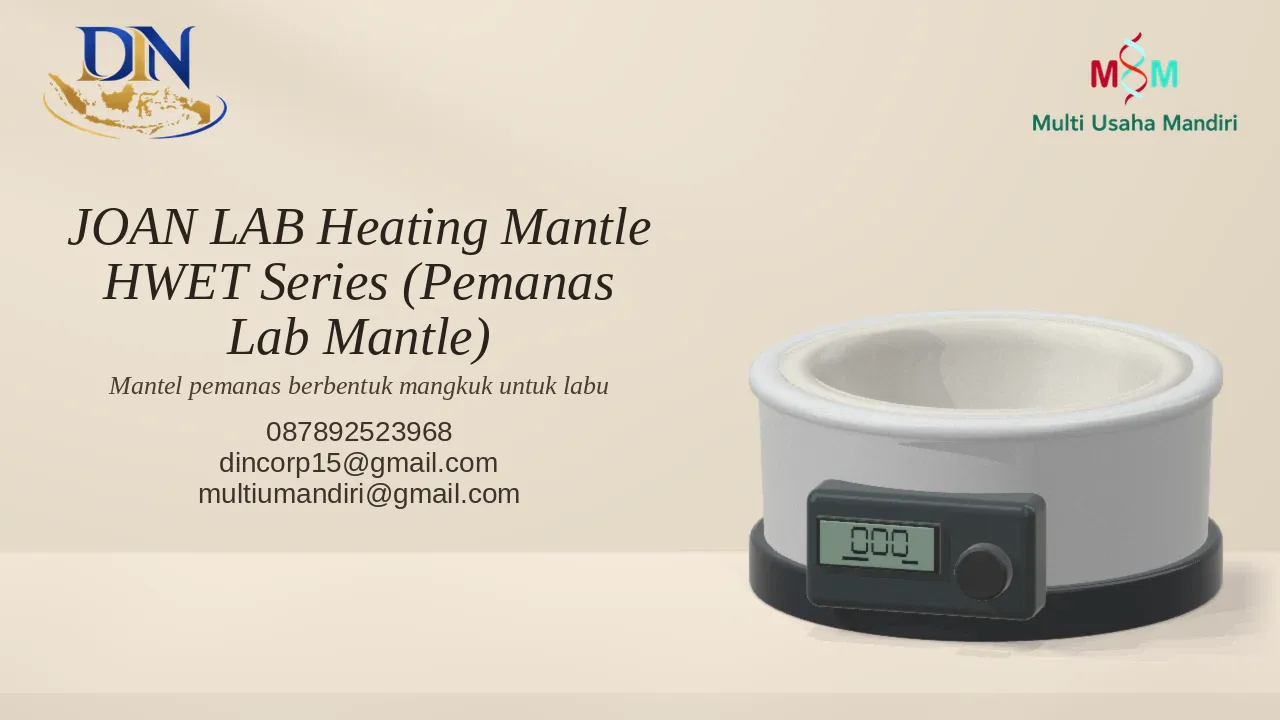 DIN
MSM
Multi Usaha Mandiri
JOAN LAB Heating Mantle
HWET Series (Pemanas
Lab Mantle)
Mantel pemanas berbentuk mangkuk untuk labu
087892523968
dincorp15@gmail.com
multiumandiri@gmail.com
000